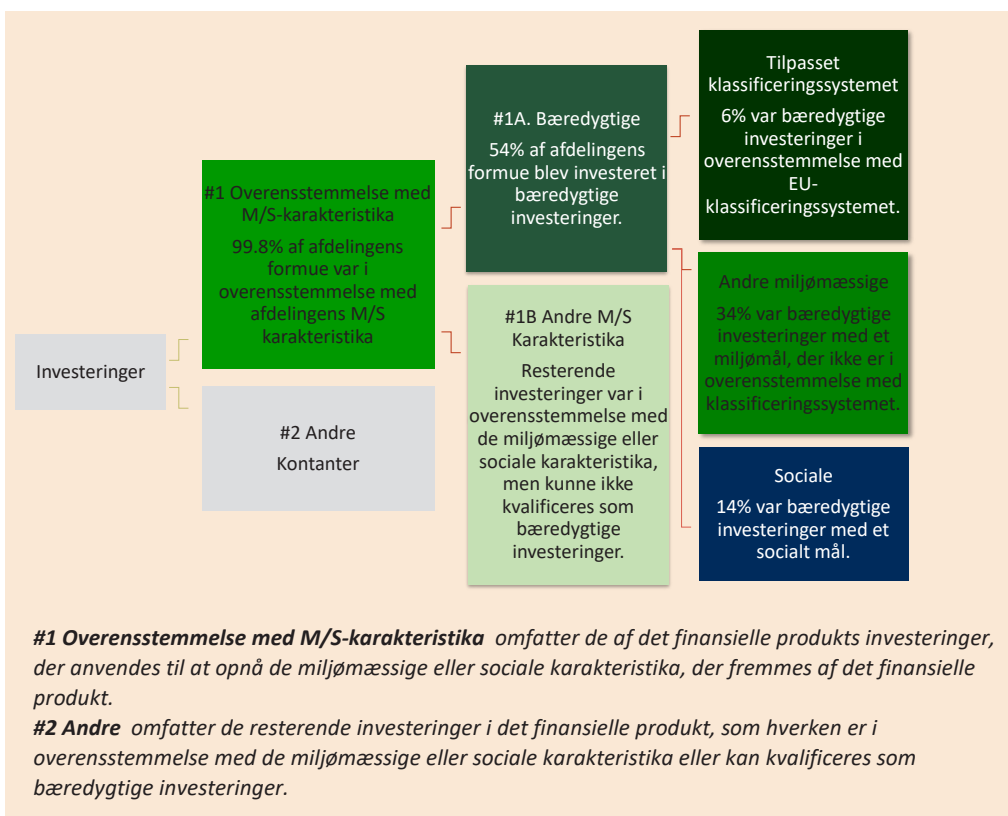 Investeringer
#1 Overensstemmelse med
M/S-karakteristika
99.8% af afdelingens
formue var i
overensstemmelse med
afdelingens M/S
karakteristika
#2 Andre
Kontanter
#1A. Bæredygtige
54% af afdelingens
formue blev investeret i
bæredygtige
investeringer.
#1B Andre M/S
Karakteristika
Resterende
investeringer var i
overensstemmelse med
de miljømæssige eller
sociale karakteristika,
men kunne ikke
kvalificeres som
bæredygtige
investeringer.
Tilpasset
klassificeringssystemet
6% var bæredygtige
investeringer i
overensstemmelse med
EU-
klassificeringssystemet.
Andre miljømæssige
34% var bæredygtige
investeringer med et
miljømål, der ikke er i
overensstemmelse med
klassificeringssystemet.
Sociale
14% var bæredygtige
investeringer med et
socialt mål.
#1 Overensstemmelse med M/S-karakteristika omfatter de af det finansielle produkts investeringer,
der anvendes til at opnå de miljømæssige eller sociale karakteristika, der fremmes af det finansielle
produkt.
#2 Andre omfatter de resterende investeringer i det finansielle produkt, som hverken er i
overensstemmelse med de miljømæssige eller sociale karakteristika eller kan kvalificeres som
bæredygtige investeringer.